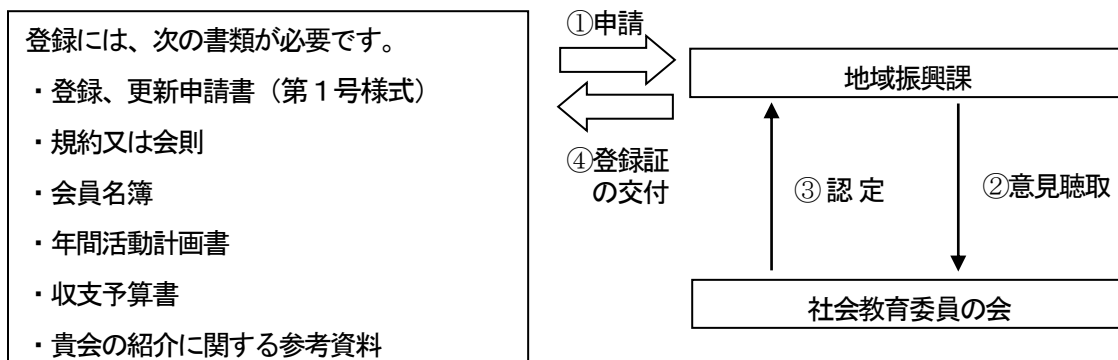 登録には、次の書類が必要です。
・登録、更新申請書（第１号様式）
・規約又は会則
・会員名簿
・年間活動計画書
・収支予算書
・貴会の紹介に関する参考資料
①申請
地域振興課
④登録証
の交付
③ 認 定
②意見聴取
社会教育委員の会